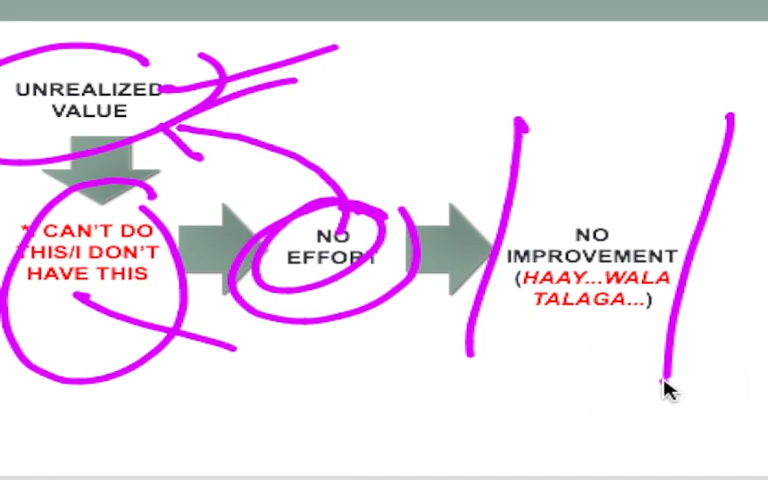 UNREALIZED
VALUE
"I CAN'T DO
THIS/I DON'T
HAVE THIS
NO
EFFORT
NO
IMPROVEMENT
(HAAY...WALA
TALAGA...)